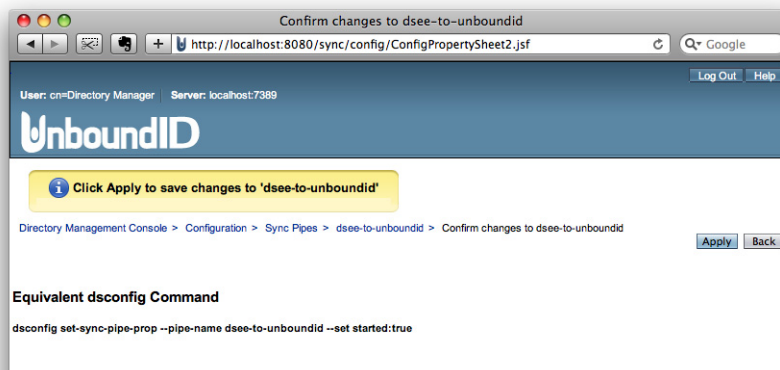 Confirm changes to dsee-to-unboundid
http://localhost:8080/sync/config/ConfigPropertySheet2.jsf
Google
Log Out Help
User: cn=Directory Manager Server: localhost:7389
UnboundID
Click Apply to save changes to 'dsee-to-unboundid'
Directory Management Console > Configuration > Sync Pipes > dsee-to-unboundid > Confirm changes to dsee-to-unboundid
Apply Back
Equivalent dsconfig Command
dsconfig set-sync-pipe-prop --pipe-name dsee-to-unboundid --set started:true